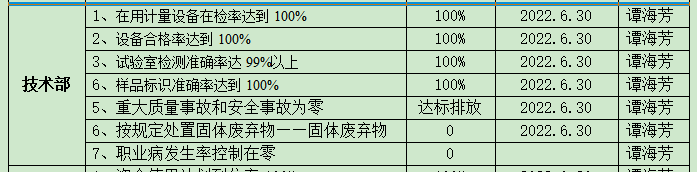 技术部
1、在用计量设备在检率达到 100% 100% 2022.6.30 谭海芳
2、设备合格率达到 100% 100% 2022.6.30 谭海芳
3、试验室检测准确率达 99%以上 100% 2022.6.30 谭海芳
6、样品标识准确率达到 100% 100% 2022.6.30 谭海芳
5、重大质量事故和安全事故为零 达标排放 2022.6.30 谭海芳
6、按规定处置固体废弃物——固体废弃物 0 2022.6.30 谭海芳
7、职业病发生率控制在零 0 谭海芳